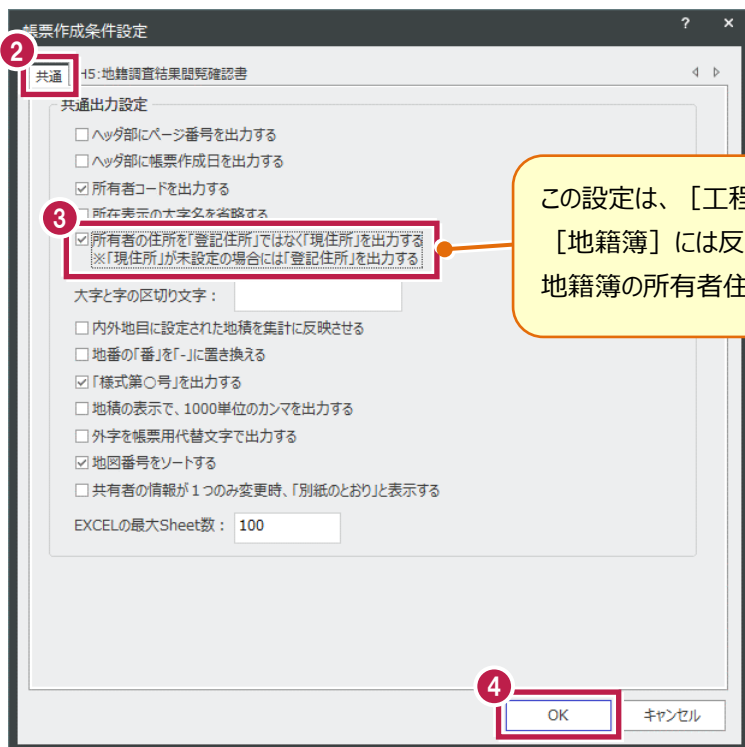 帳票作成条件設定
? ×
2
共通 H5:地籍調査結果閲覧確認書
共通出力設定
ヘッダ部にページ番号を出力する
ヘッダ部に帳票作成日を出力する
所有者コードを出力する
所在表示の大字名を省略する
3
所有者の住所を「登記住所」ではなく「現住所」を出力する
※「現住所」が未設定の場合には「登記住所」を出力する
この設定は、［工程
［地籍簿］には反
地籍簿の所有者住
大字と字の区切り文字：
内外地目に設定された地積を集計に反映させる
地番の「番」を「-」に置き換える
「様式第○号」を出力する
地積の表示で、1000単位のカンマを出力する
外字を帳票用代替文字で出力する
地図番号をソートする
共有者の情報が１つのみ変更時、「別紙のとおり」と表示する
EXCELの最大Sheet数： 100
4
OK キャンセル